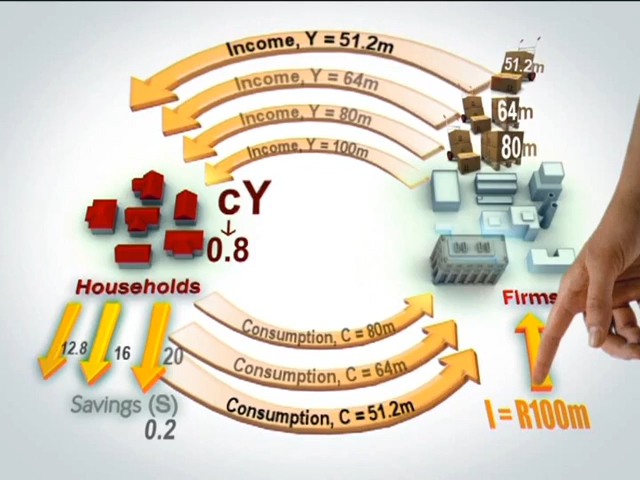 Income, Y = 51.2m
Income, Y = 64m
Income, Y = 80m
Income, Y = 100m
51.2m
64m
80m
cY
↓
0.8
Households
Firms
12.8
16
20
Savings (S)
0.2
Consumption, C = 80m
Consumption, C = 64m
Consumption, C = 51.2m
I = R100m